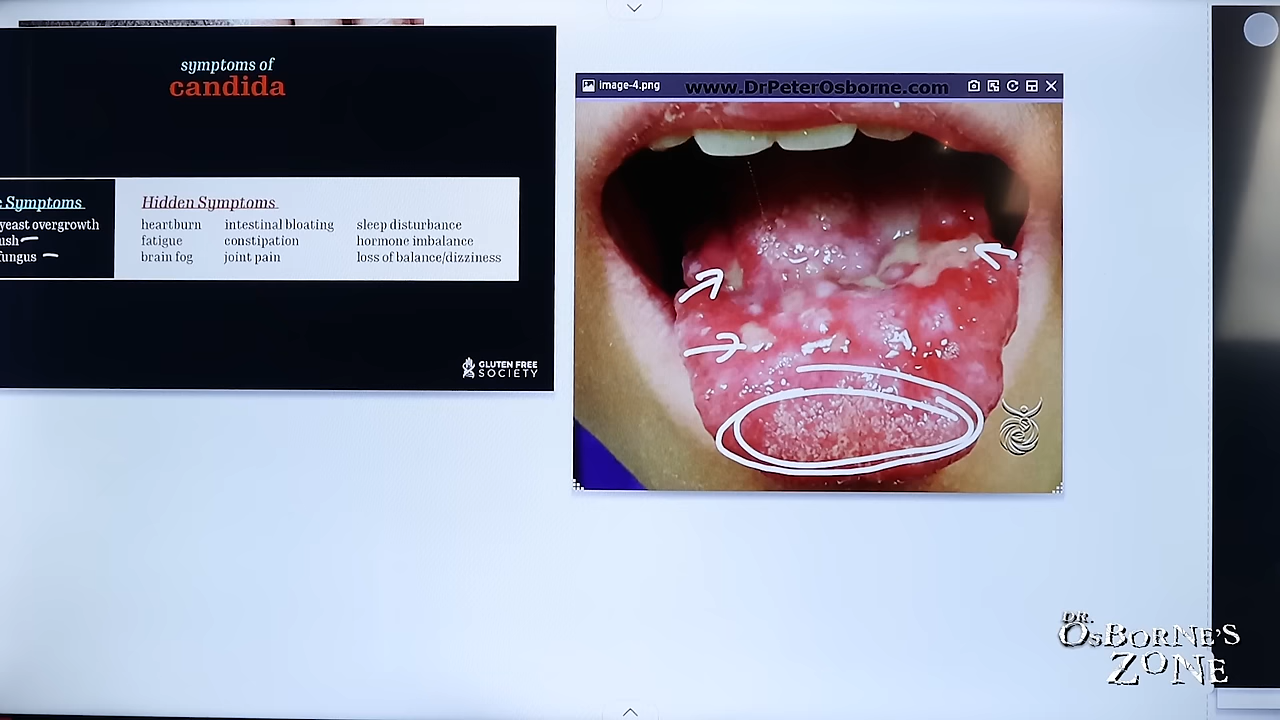 symptoms of
candida
Symptoms
yeast overgrowth
fungus
Hidden Symptoms
heartburn intestinal bloating sleep disturbance
fatigue constipation hormone imbalance
brain fog joint pain loss of balance/dizziness
GLUTEN FREE
SOCIETY
image-4.png
www.DrPeterOsborne.com
DR.
OSBORNE'S
ZONE